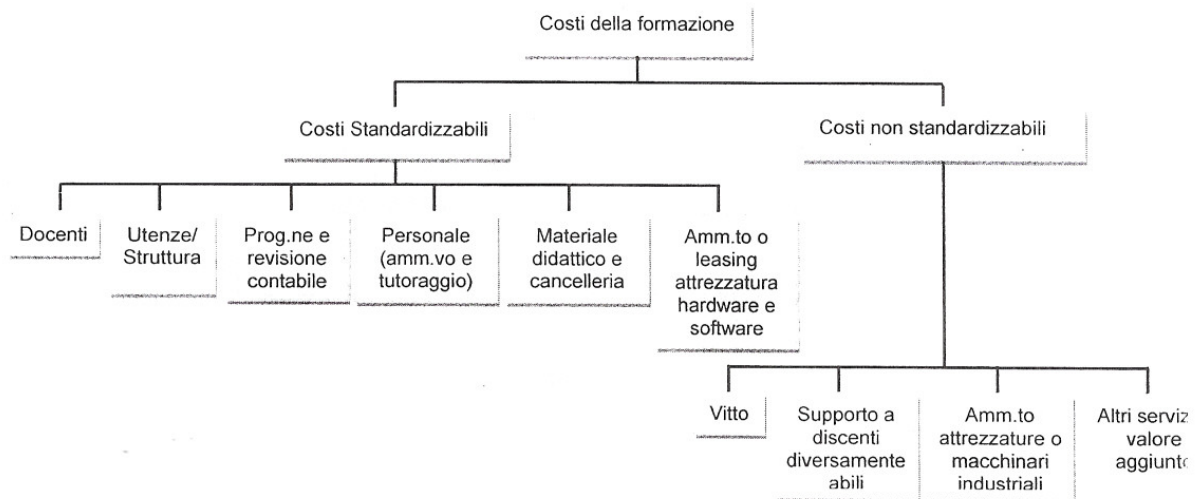 Costi della formazione
Costi Standardizzabili
Costi non standardizzabili
Docenti
Utenze/
Struttura
Prog.ne e
revisione
contabile
Personale
(amm.vo e
tutoraggio)
Materiale
didattico e
cancelleria
Amm.to o
leasing
attrezzatura
hardware e
software
Vitto
Supporto a
discenti
diversamente
abili
Amm.to
attrezzature o
macchinari
industriali
Altri
valore
aggiunto